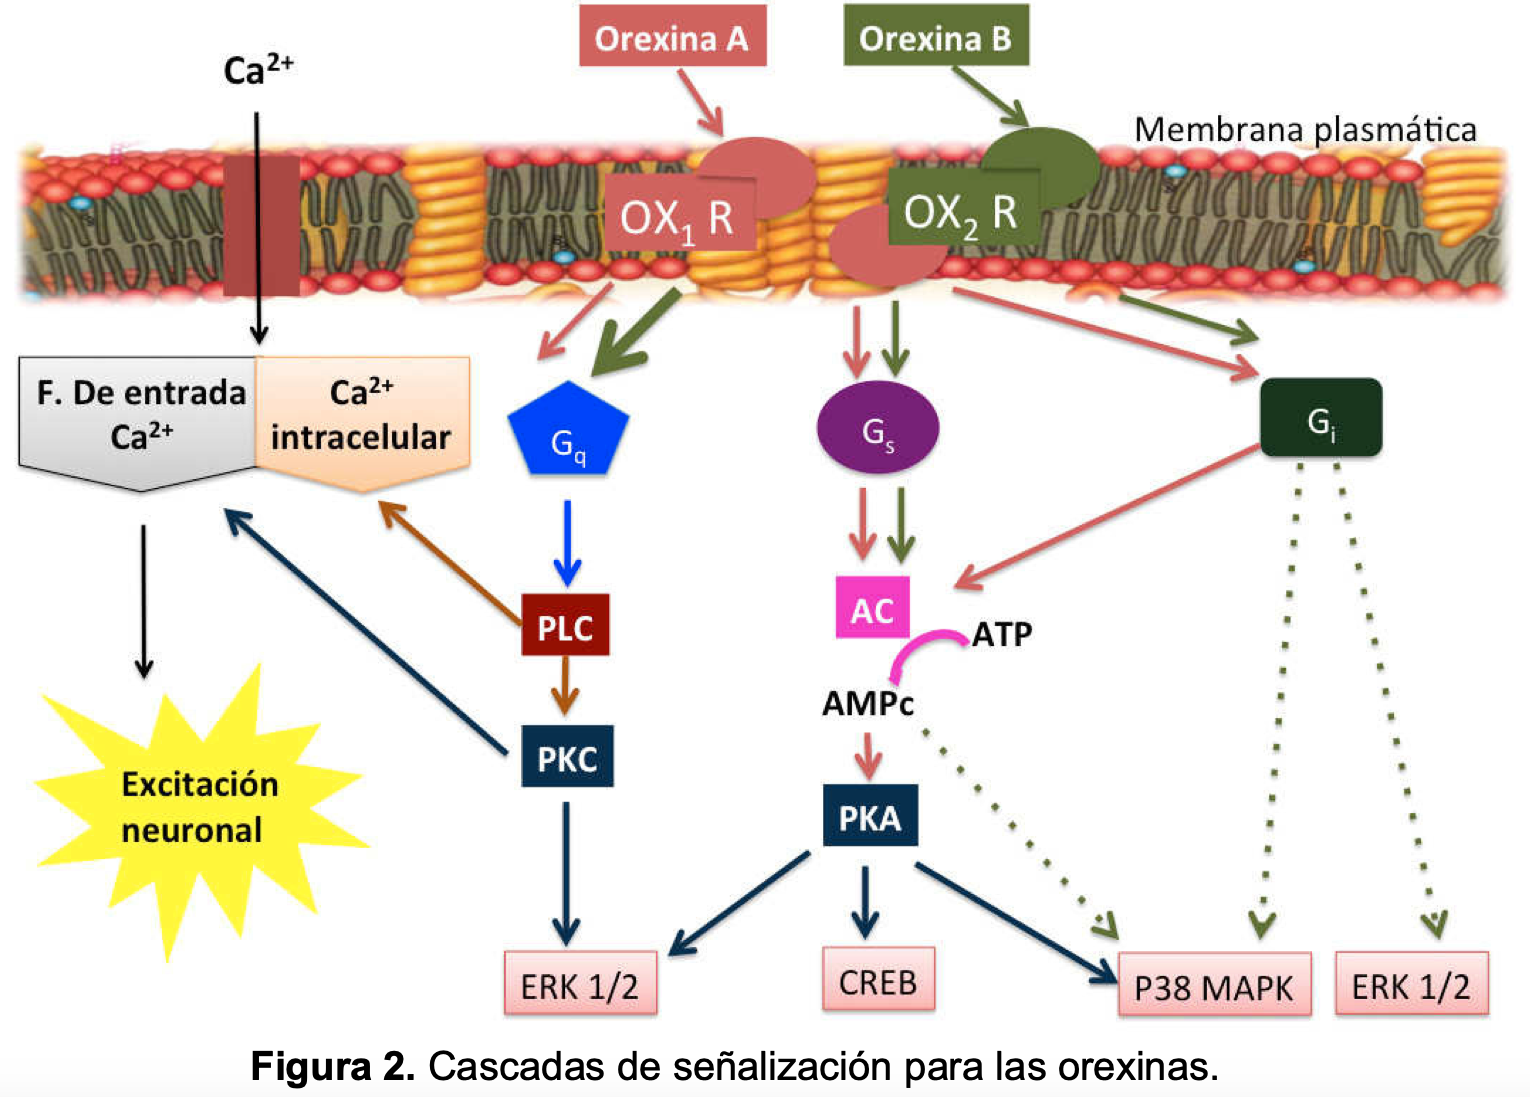 Orexina A
Orexina B
Ca²⁺
Membrana plasmática
OX₁ R
OX₂ R
F. De entrada
Ca²⁺
Ca²⁺
intracelular
Gq
Gs
Gi
PLC
AC
ATP
AMPc
PKC
PKA
Excitación
neuronal
ERK 1/2
CREB
P38 MAPK
ERK 1/2
Figura 2. Cascadas de señalización para las orexinas.